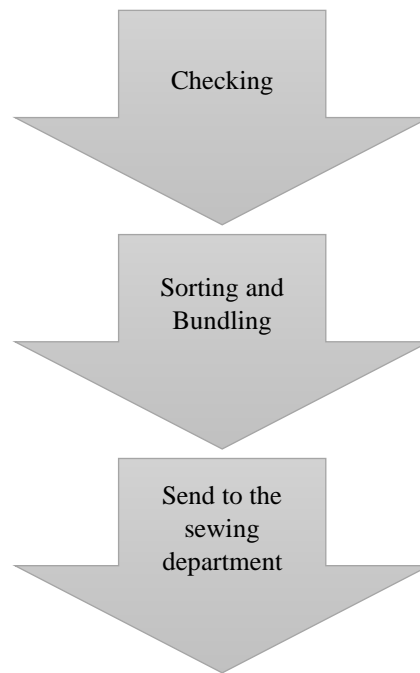 Checking
Sorting and
Bundling
Send to the
sewing
department